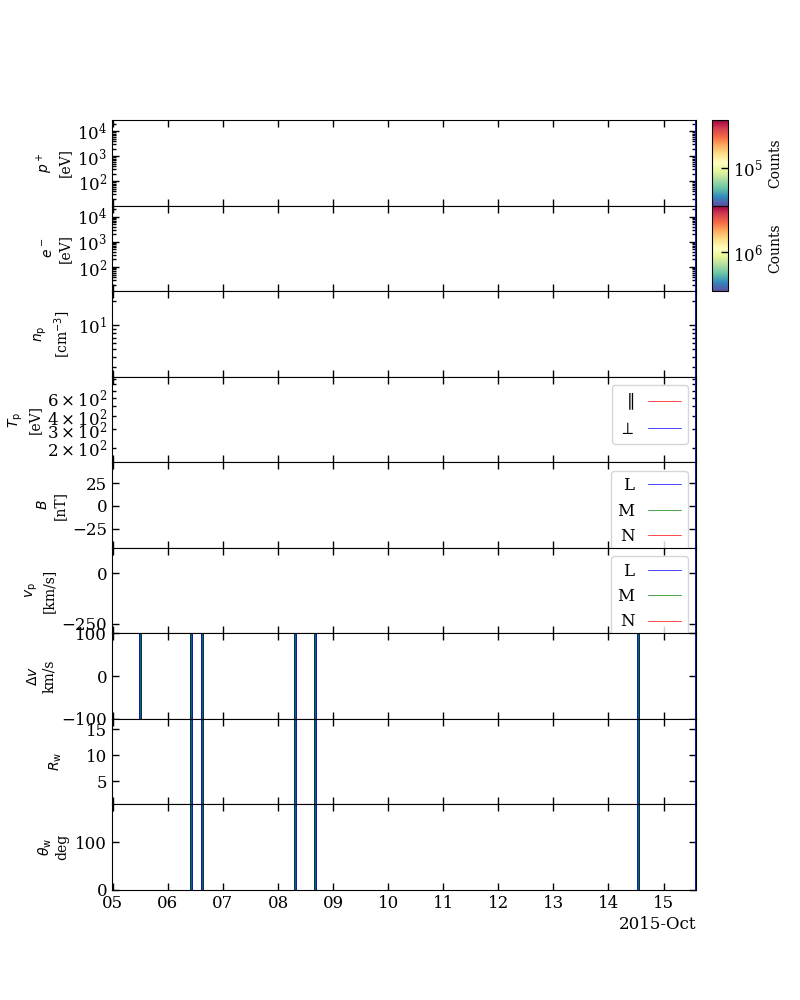 10⁴
10³
10²
p⁺
[eV]
10⁵
Counts
10⁴
10³
10²
e⁻
[eV]
10⁶
Counts
10¹
nₚ
[cm⁻³]
6 × 10²
4 × 10²
3 × 10²
2 × 10²
Tₚ
[eV]
∥
⊥
25
0
−25
B
[nT]
L
M
N
0
−250
vₚ
[km/s]
L
M
N
100
0
−100
Δv
km/s
15
10
5
R_w
100
0
θ_w
deg
05 06 07 08 09 10 11 12 13 14 15
2015-Oct